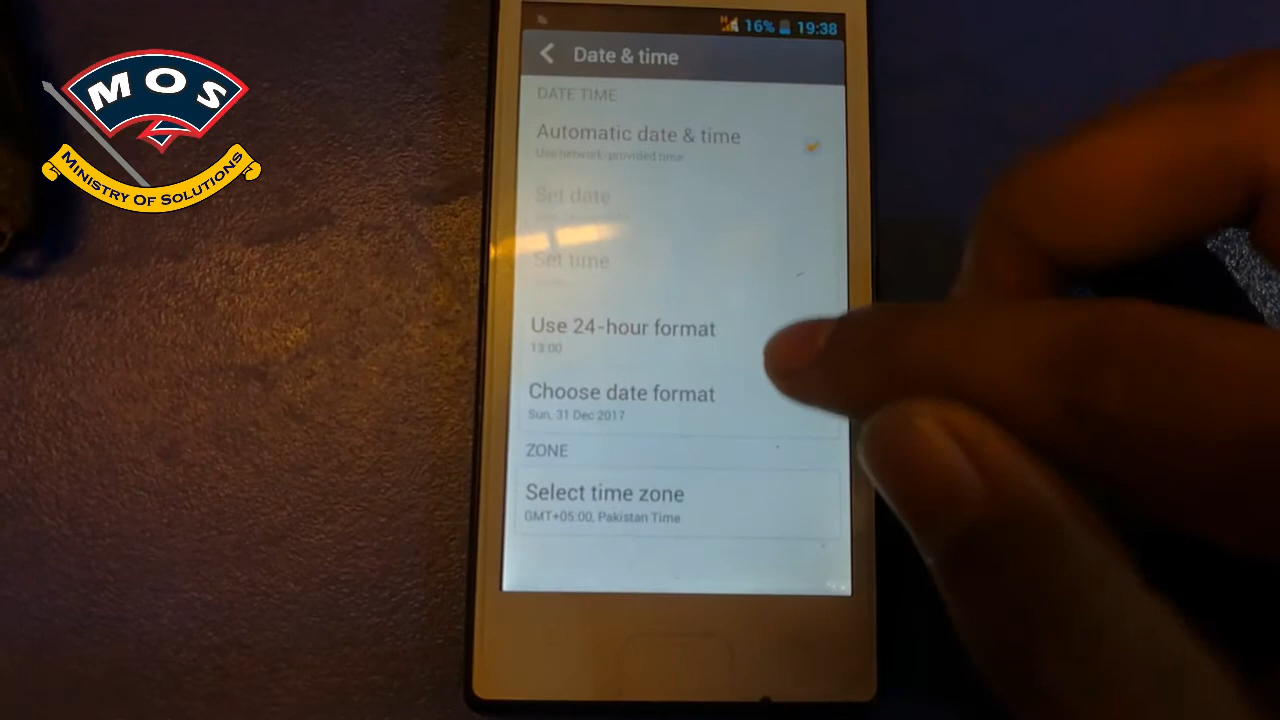 MOS
MINISTRY OF SOLUTIONS
H 16% 19:38
Date & time
DATE TIME
Automatic date & time
Use network-provided time
Set date
Set time
Use 24-hour format
13:00
Choose date format
Sun, 31 Dec 2017
ZONE
Select time zone
GMT+05:00, Pakistan Time